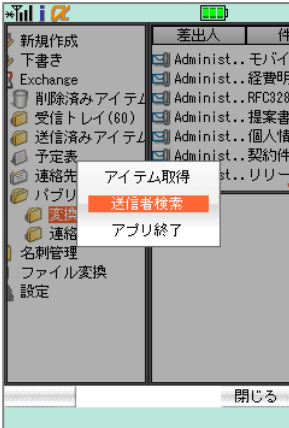 i α
新規作成
下書き
Exchange
削除済みアイテム
受信トレイ(60)
送信済みアイテム
予定表
連絡先
パブリ
変換
連絡
名刺管理
ファイル変換
設定
差出人 件
Administ.. モバイ
Administ.. 経費明
Administ.. RFC328
Administ.. 提案書
Administ.. 個人情
Administ.. 契約件
st.. リリー
アイテム取得
送信者検索
アプリ終了
閉じる